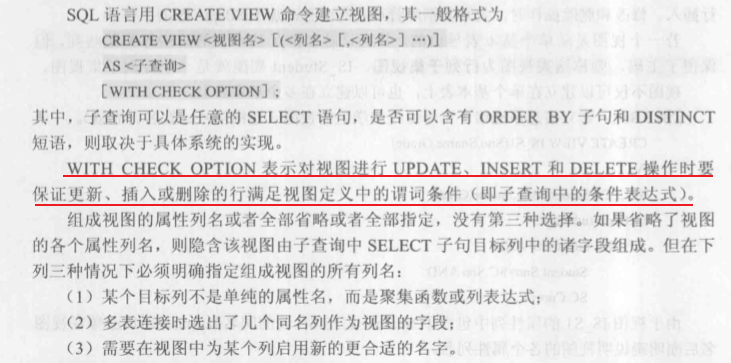 SQL 语言用 CREATE VIEW 命令建立视图，其一般格式为
CREATE VIEW <视图名> [(<列名> [,<列名>]…)]
AS <子查询>
[WITH CHECK OPTION];
其中，子查询可以是任意的 SELECT 语句，是否可以含有 ORDER BY 子句和 DISTINCT
短语，则取决于具体系统的实现。
WITH CHECK OPTION 表示对视图进行 UPDATE、INSERT 和 DELETE 操作时要
保证更新、插入或删除的行满足视图定义中的谓词条件（即子查询中的条件表达式）。
组成视图的属性列名或者全部省略或者全部指定，没有第三种选择。如果省略了视图
的各个属性列名，则隐含该视图由子查询中 SELECT 子句目标列中的诸字段组成。但在下
列三种情况下必须明确指定组成视图的所有列名：
（1）某个目标列不是单纯的属性名，而是聚集函数或列表达式；
（2）多表连接时选出了几个同名列作为视图的字段；
（3）需要在视图中为某个列启用新的更合适的名字。